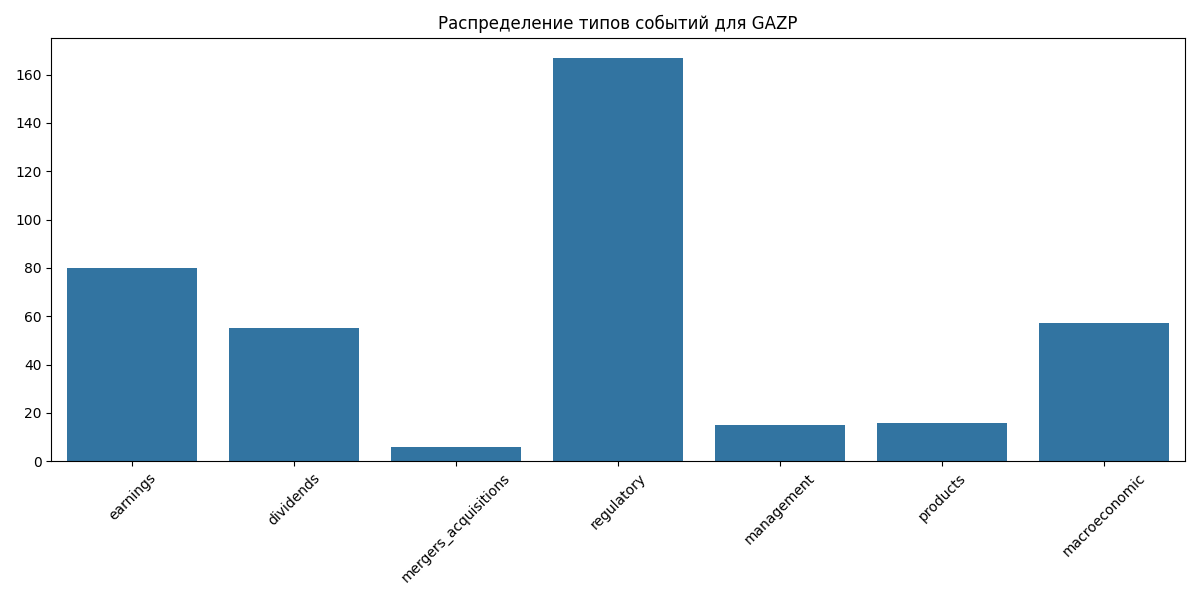 Распределение типов событий для GAZP
160
140
120
100
80
60
40
20
0
earnings
dividends
mergers_acquisitions
regulatory
management
products
macroeconomic